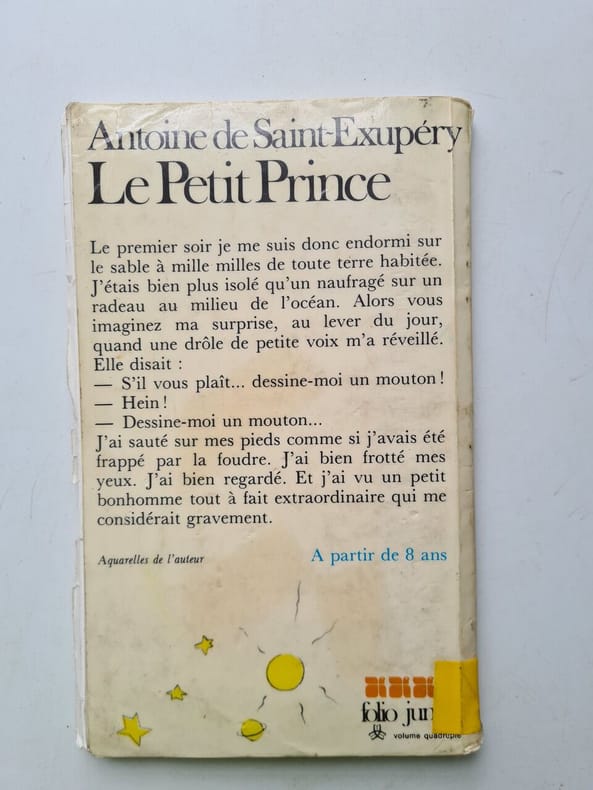 Antoine de Saint-Exupéry
Le Petit Prince
Le premier soir je me suis donc endormi sur
le sable à mille milles de toute terre habitée.
J'étais bien plus isolé qu'un naufragé sur un
radeau au milieu de l'océan. Alors vous
imaginez ma surprise, au lever du jour,
quand une drôle de petite voix m'a réveillé.
Elle disait :
— S'il vous plaît... dessine-moi un mouton !
— Hein !
— Dessine-moi un mouton...
J'ai sauté sur mes pieds comme si j'avais été
frappé par la foudre. J'ai bien frotté mes
yeux. J'ai bien regardé. Et j'ai vu un petit
bonhomme tout à fait extraordinaire qui me
considérait gravement.
Aquarelles de l'auteur
A partir de 8 ans
folio jun
volume quadruple